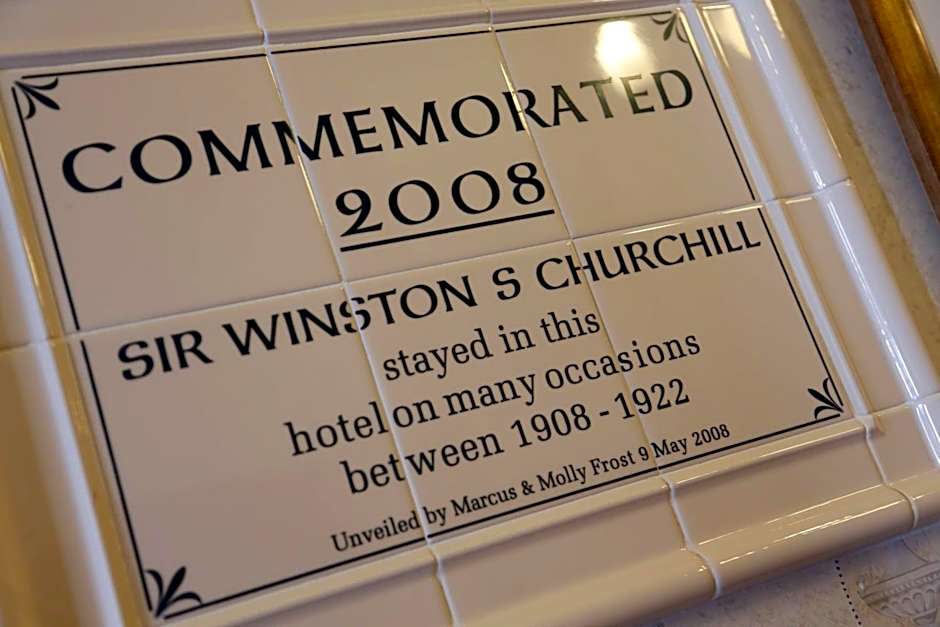 COMMEMORATED
2008
SIR WINSTON S CHURCHILL
stayed in this
hotel on many occasions
between 1908 - 1922
Unveiled by Marcus & Molly Frost 9 May 2008